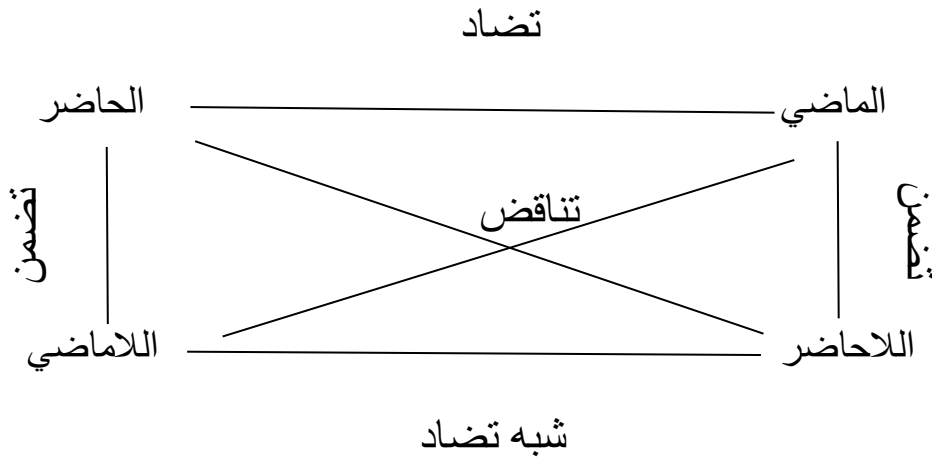 تضاد
الماضي
الحاضر
تضمن
تناقض
تضمن
اللاحاضر
اللاماضي
شبه تضاد